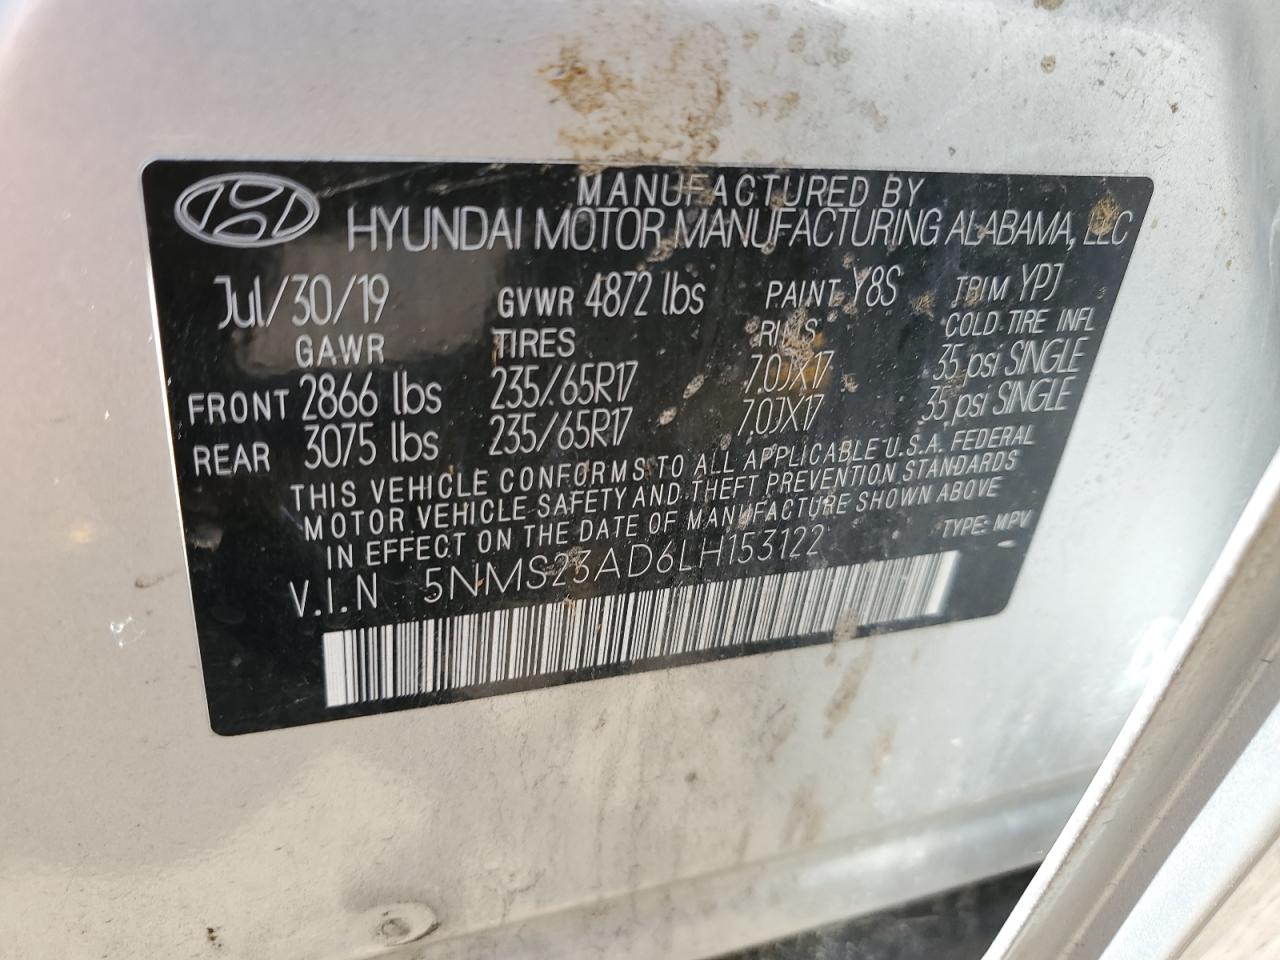 MANUFACTURED BY
HYUNDAI MOTOR MANUFACTURING ALABAMA, LLC
Jul/30/19 GVWR 4872 lbs PAINT Y8S TRIM YPJ
GAWR TIRES RIMS COLD TIRE INFL
FRONT 2866 lbs 235/65R17 7.0JX17 35 psi SINGLE
REAR 3075 lbs 235/65R17 7.0JX17 35 psi SINGLE
THIS VEHICLE CONFORMS TO ALL APPLICABLE U.S.A. FEDERAL
MOTOR VEHICLE SAFETY AND THEFT PREVENTION STANDARDS
IN EFFECT ON THE DATE OF MANUFACTURE SHOWN ABOVE
V.I.N 5NMS23AD6LH153122 TYPE: MPV